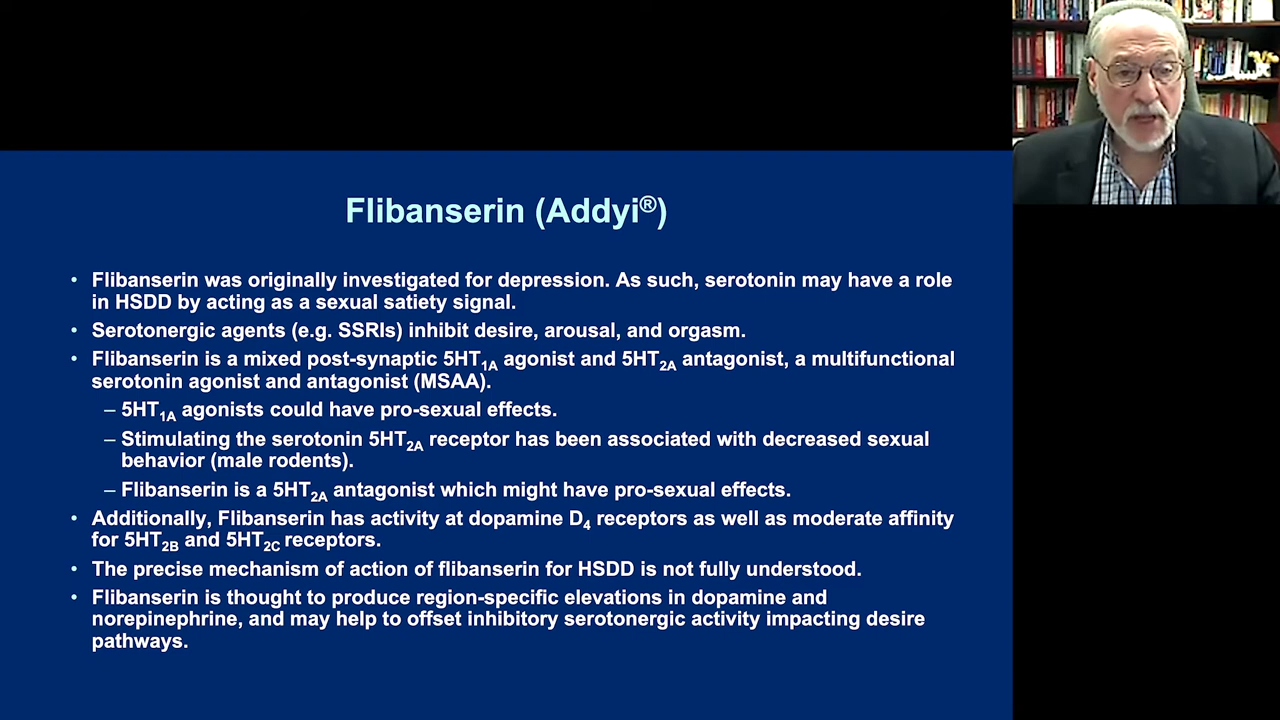 Flibanserin (Addyi®)
• Flibanserin was originally investigated for depression. As such, serotonin may have a role
in HSDD by acting as a sexual satiety signal.
• Serotonergic agents (e.g. SSRIs) inhibit desire, arousal, and orgasm.
• Flibanserin is a mixed post-synaptic 5HT1A agonist and 5HT2A antagonist, a multifunctional
serotonin agonist and antagonist (MSAA).
– 5HT1A agonists could have pro-sexual effects.
– Stimulating the serotonin 5HT2A receptor has been associated with decreased sexual
behavior (male rodents).
– Flibanserin is a 5HT2A antagonist which might have pro-sexual effects.
• Additionally, Flibanserin has activity at dopamine D4 receptors as well as moderate affinity
for 5HT2B and 5HT2C receptors.
• The precise mechanism of action of flibanserin for HSDD is not fully understood.
• Flibanserin is thought to produce region-specific elevations in dopamine and
norepinephrine, and may help to offset inhibitory serotonergic activity impacting desire
pathways.